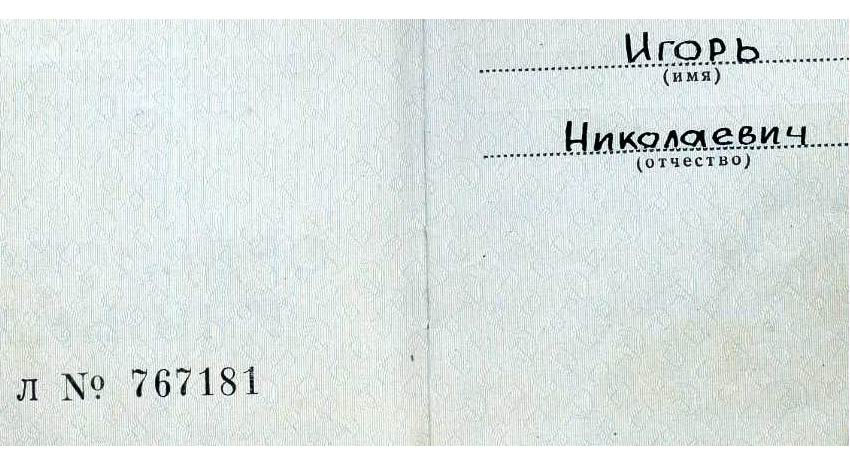 Игорь
(имя)
Николаевич
(отчество)
л № 767181